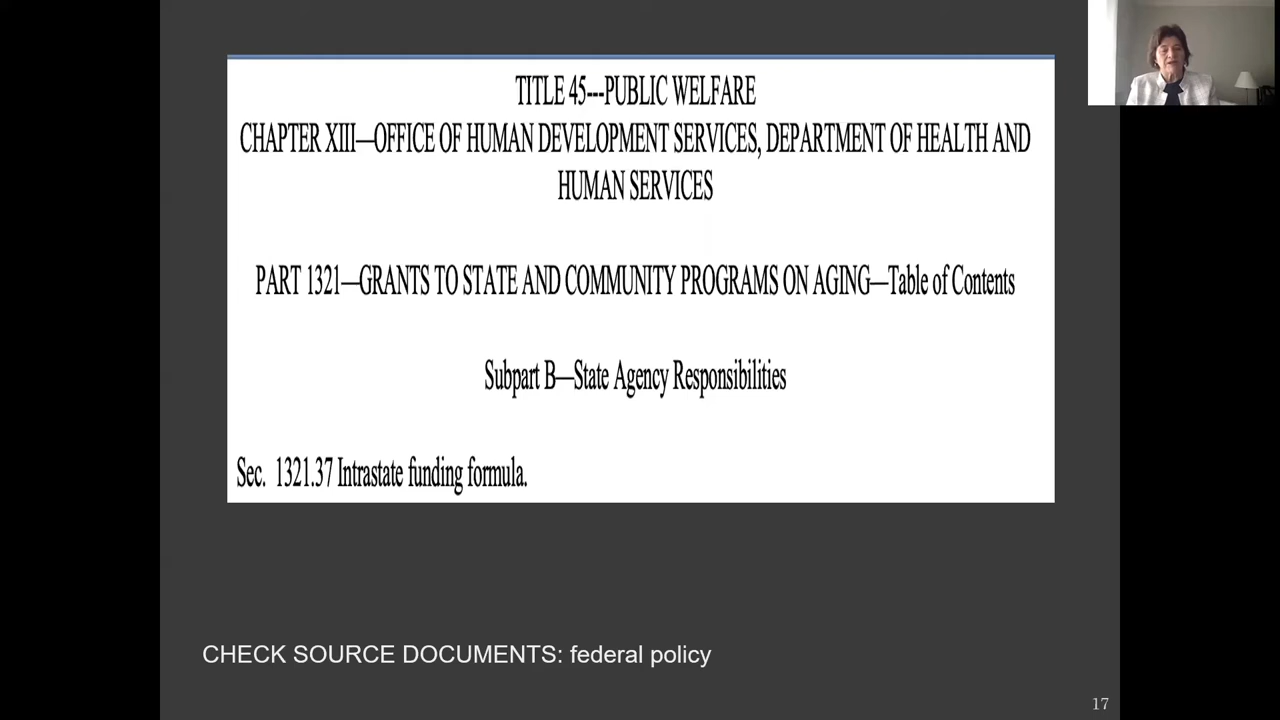 TITLE 45---PUBLIC WELFARE
CHAPTER XIII—OFFICE OF HUMAN DEVELOPMENT SERVICES, DEPARTMENT OF HEALTH AND
HUMAN SERVICES
PART 1321—GRANTS TO STATE AND COMMUNITY PROGRAMS ON AGING—Table of Contents
Subpart B—State Agency Responsibilities
Sec. 1321.37 Intrastate funding formula.
CHECK SOURCE DOCUMENTS: federal policy
17